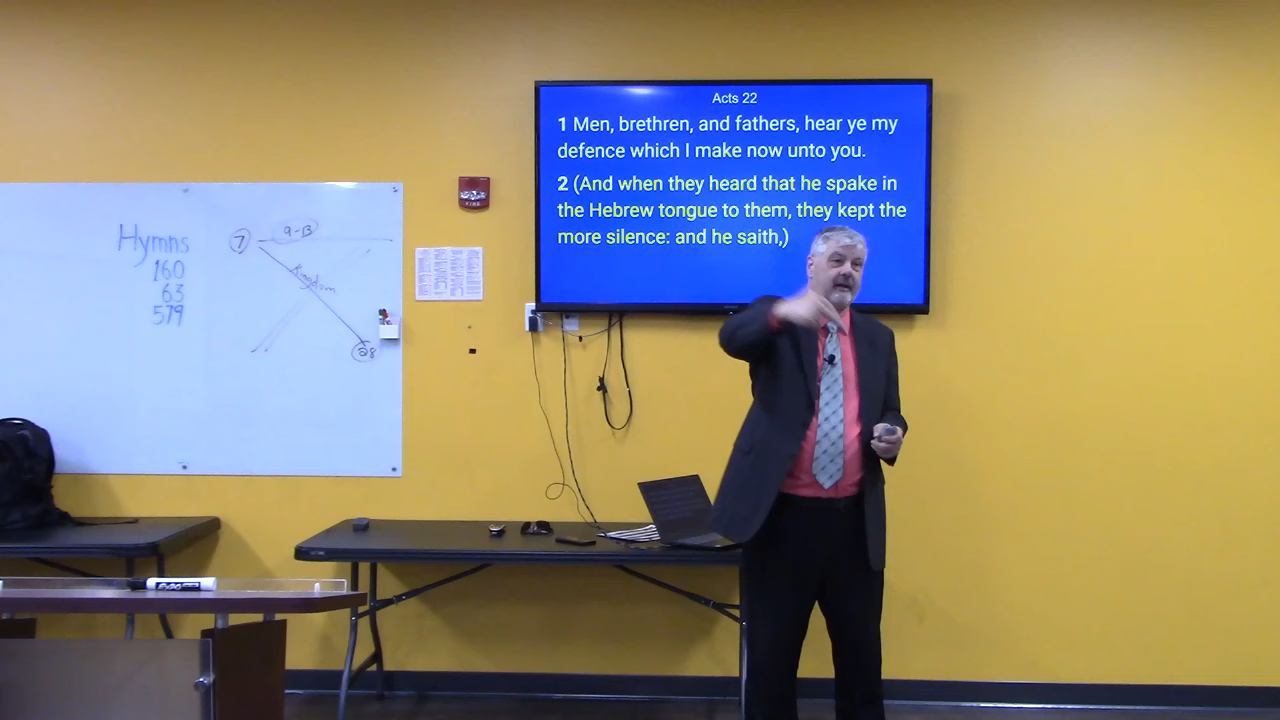 Acts 22
1 Men, brethren, and fathers, hear ye my
defence which I make now unto you.
2 (And when they heard that he spake in
the Hebrew tongue to them, they kept the
more silence: and he saith,)
Hymns
160
63
579
7
9-13
Kingdom
28
FIRE
EXPO